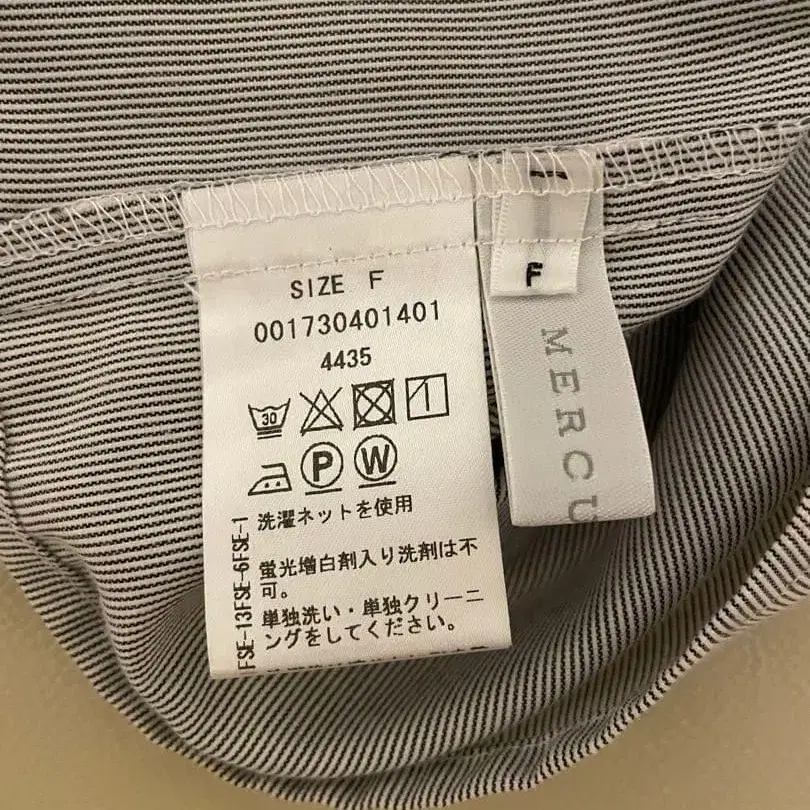 SIZE F
001730401401
4435
30
P W
洗濯ネットを使用
蛍光増白剤入り洗剤は不
可。
単独洗い・単独クリーニ
ングをしてください。
FSE-13FSE-6FSE-1
F
MERCU